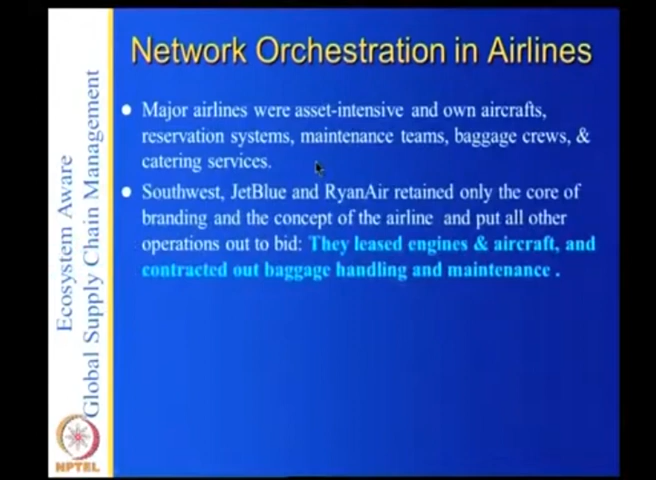 Network Orchestration in Airlines
Major airlines were asset-intensive and own aircrafts,
reservation systems, maintenance teams, baggage crews, &
catering services.
Southwest, JetBlue and RyanAir retained only the core of
branding and the concept of the airline and put all other
operations out to bid: They leased engines & aircraft, and
contracted out baggage handling and maintenance .
Ecosystem Aware
Global Supply Chain Management
NPTEL